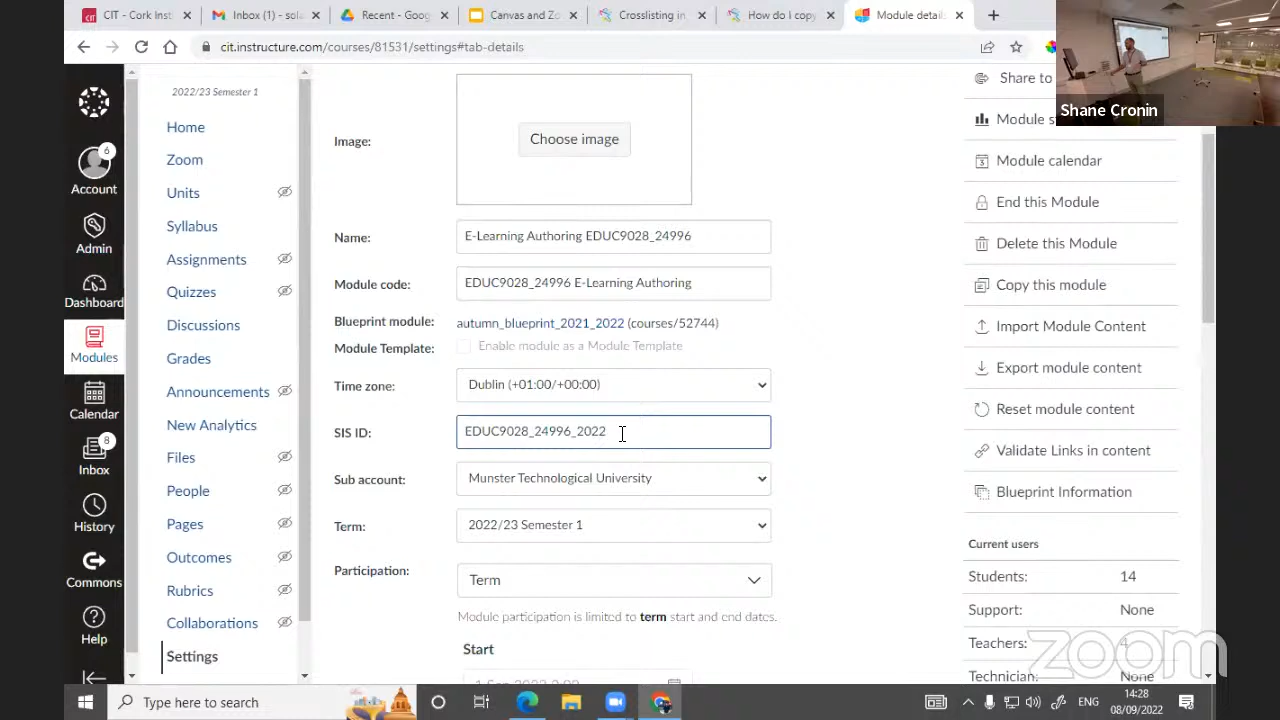 CIT - Cork Inst
Inbox (10) - sola
Recent - Goog
Canvas and Zo
Crosslisting in
How do I copy
Module detai
cit.instructure.com/courses/81531/settings#tab-details
Shane Cronin
6
Account
Admin
Dashboard
Modules
Calendar
8
Inbox
History
Commons
Help
2022/23 Semester 1
Home
Zoom
Units
Syllabus
Assignments
Quizzes
Discussions
Grades
Announcements
New Analytics
Files
People
Pages
Outcomes
Rubrics
Collaborations
Settings
Image:
Choose image
Name:
E-Learning Authoring EDUC9028_24996
Module code:
EDUC9028_24996 E-Learning Authoring
Blueprint module:
autumn_blueprint_2021_2022 (courses/52744)
Module Template:
Enable module as a Module Template
Time zone:
Dublin (+01:00/+00:00)
SIS ID:
EDUC9028_24996_2022
Sub account:
Munster Technological University
Term:
2022/23 Semester 1
Participation:
Term
Module participation is limited to term start and end dates.
Start
Share to
Module s
Module calendar
End this Module
Delete this Module
Copy this module
Import Module Content
Export module content
Reset module content
Validate Links in content
Blueprint Information
Current users
Students: 14
Support: None
Teachers: 4
Technician: None
zoom
Type here to search
ENG
14:28
08/09/2022